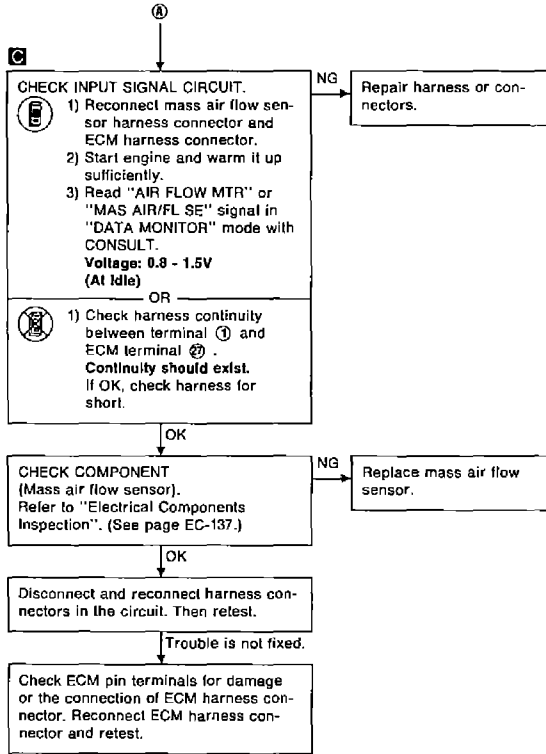 Ⓐ
C
CHECK INPUT SIGNAL CIRCUIT.
1) Reconnect mass air flow sen-
sor harness connector and
ECM harness connector.
2) Start engine and warm it up
sufficiently.
3) Read "AIR FLOW MTR" or
"MAS AIR/FL SE" signal in
"DATA MONITOR" mode with
CONSULT.
Voltage: 0.8 - 1.5V
(At Idle)
OR
1) Check harness continuity
between terminal ① and
ECM terminal ㉗ .
Continuity should exist.
If OK, check harness for
short.
NG
Repair harness or con-
nectors.
OK
CHECK COMPONENT
(Mass air flow sensor).
Refer to "Electrical Components
Inspection". (See page EC-137.)
NG
Replace mass air flow
sensor.
OK
Disconnect and reconnect harness con-
nectors in the circuit. Then retest.
Trouble is not fixed.
Check ECM pin terminals for damage
or the connection of ECM harness con-
nector. Reconnect ECM harness con-
nector and retest.